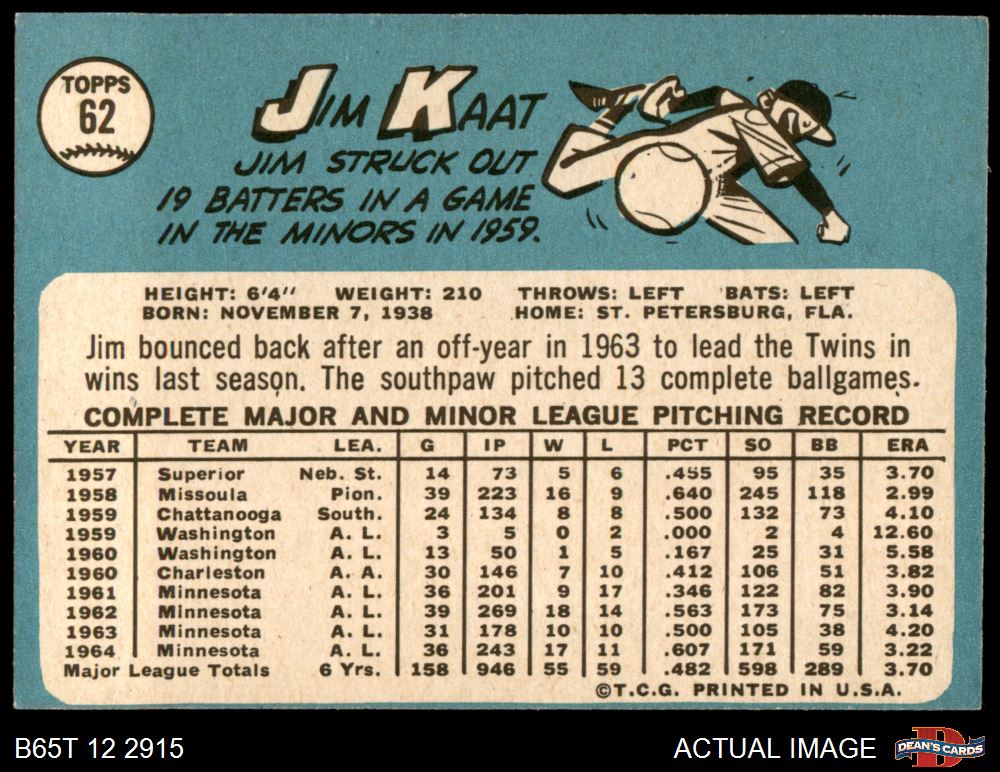 TOPPS
62
JIM KAAT
JIM STRUCK OUT
19 BATTERS IN A GAME
IN THE MINORS IN 1959.
HEIGHT: 6'4" WEIGHT: 210 THROWS: LEFT BATS: LEFT
BORN: NOVEMBER 7, 1938 HOME: ST. PETERSBURG, FLA.
Jim bounced back after an off-year in 1963 to lead the Twins in
wins last season. The southpaw pitched 13 complete ballgames.
COMPLETE MAJOR AND MINOR LEAGUE PITCHING RECORD
YEAR TEAM LEA. G IP W L PCT SO BB ERA
1957 Superior Neb. St. 14 73 5 6 .455 95 35 3.70
1958 Missoula Pion. 39 223 16 9 .640 245 118 2.99
1959 Chattanooga South. 24 134 8 8 .500 132 73 4.10
1959 Washington A. L. 3 5 0 2 .000 2 4 12.60
1960 Washington A. L. 13 50 1 5 .167 25 31 5.58
1960 Charleston A. A. 30 146 7 10 .412 106 51 3.82
1961 Minnesota A. L. 36 201 9 17 .346 122 82 3.90
1962 Minnesota A. L. 39 269 18 14 .563 173 75 3.14
1963 Minnesota A. L. 31 178 10 10 .500 105 38 4.20
1964 Minnesota A. L. 36 243 17 11 .607 171 59 3.22
Major League Totals 6 Yrs. 158 946 55 59 .482 598 289 3.70
©T.C.G. PRINTED IN U.S.A.
B65T 12 2915 ACTUAL IMAGE DEAN'S CARDS